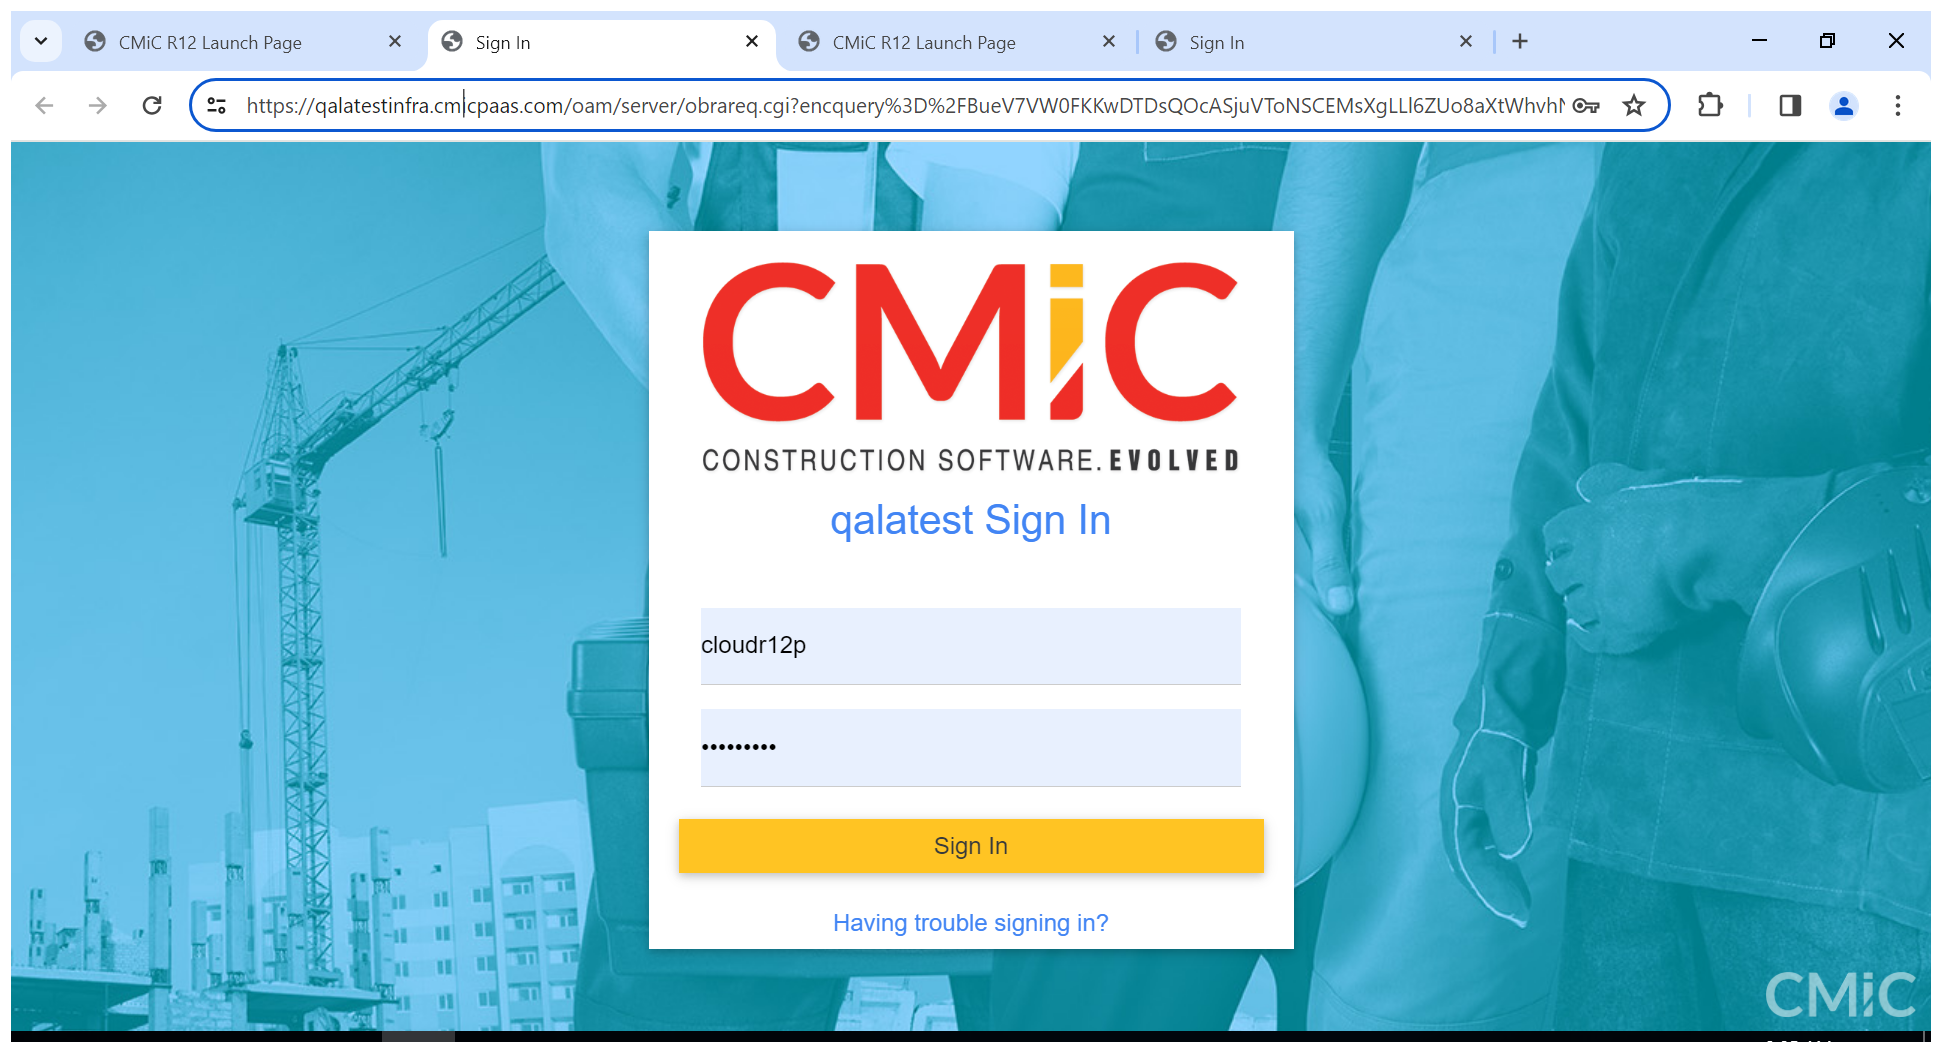 CMiC R12 Launch Page
Sign In
CMiC R12 Launch Page
Sign In
https://qalatestinfra.cmicpaas.com/oam/server/obrareq.cgi?encquery%3D%2FBueV7VW0FKKwDTDsQOcASjuVToNSCEMsXgLLl6ZUo8aXtWhvh
CMiC
CONSTRUCTION SOFTWARE. EVOLVED
qalatest Sign In
cloudr12p
•••••••••
Sign In
Having trouble signing in?
CMiC